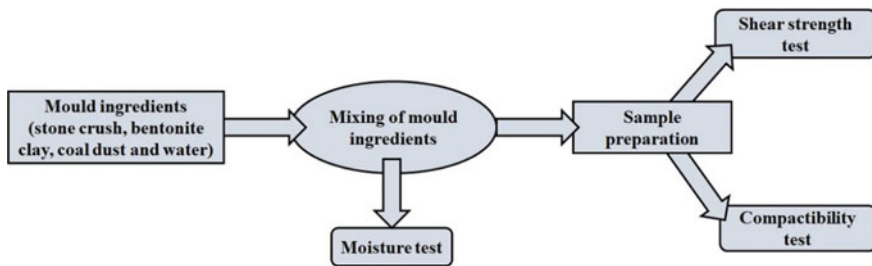 Mould ingredients
(stone crush, bentonite
clay, coal dust and water)
Mixing of mould
ingredients
Moisture test
Sample
preparation
Shear strength
test
Compactibility
test